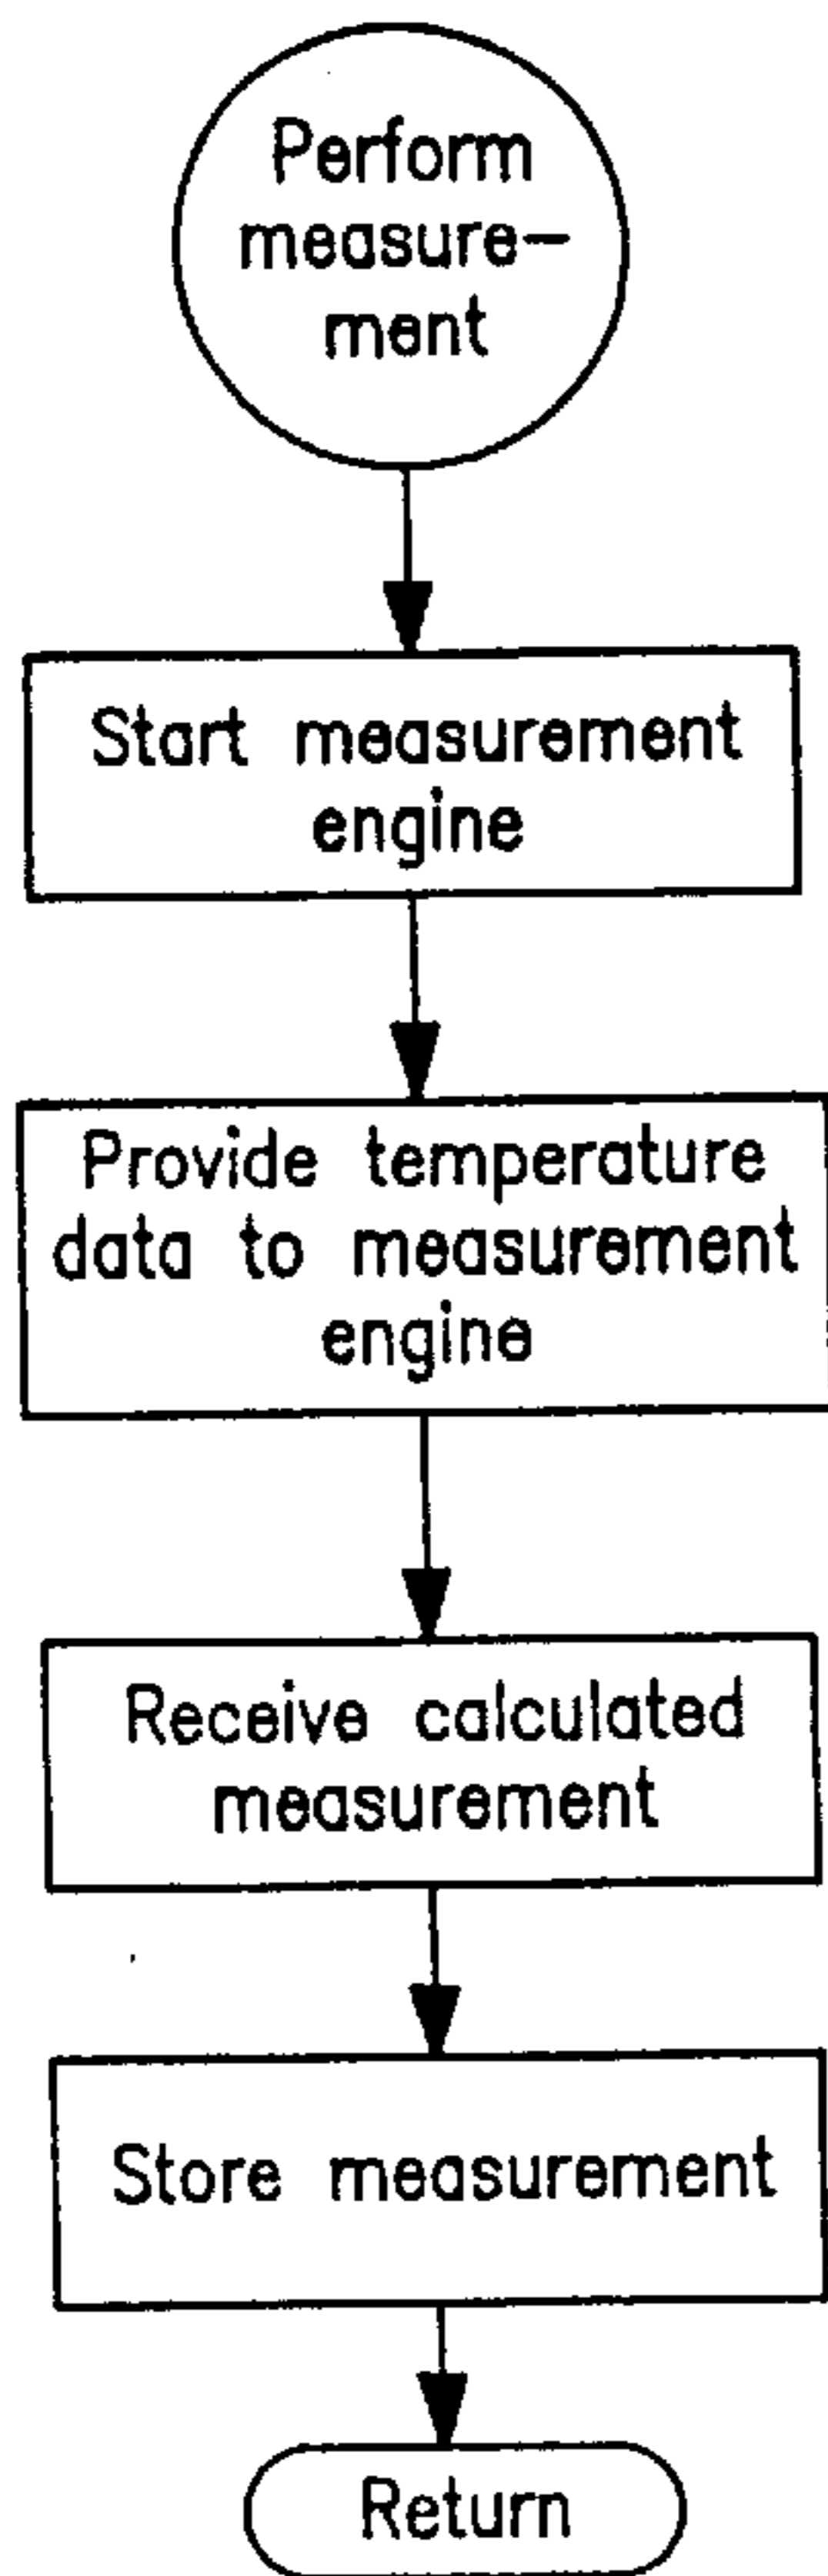 Perform
measure-
ment
Start measurement
engine
Provide temperature
data to measurement
engine
Receive calculated
measurement
Store measurement
Return